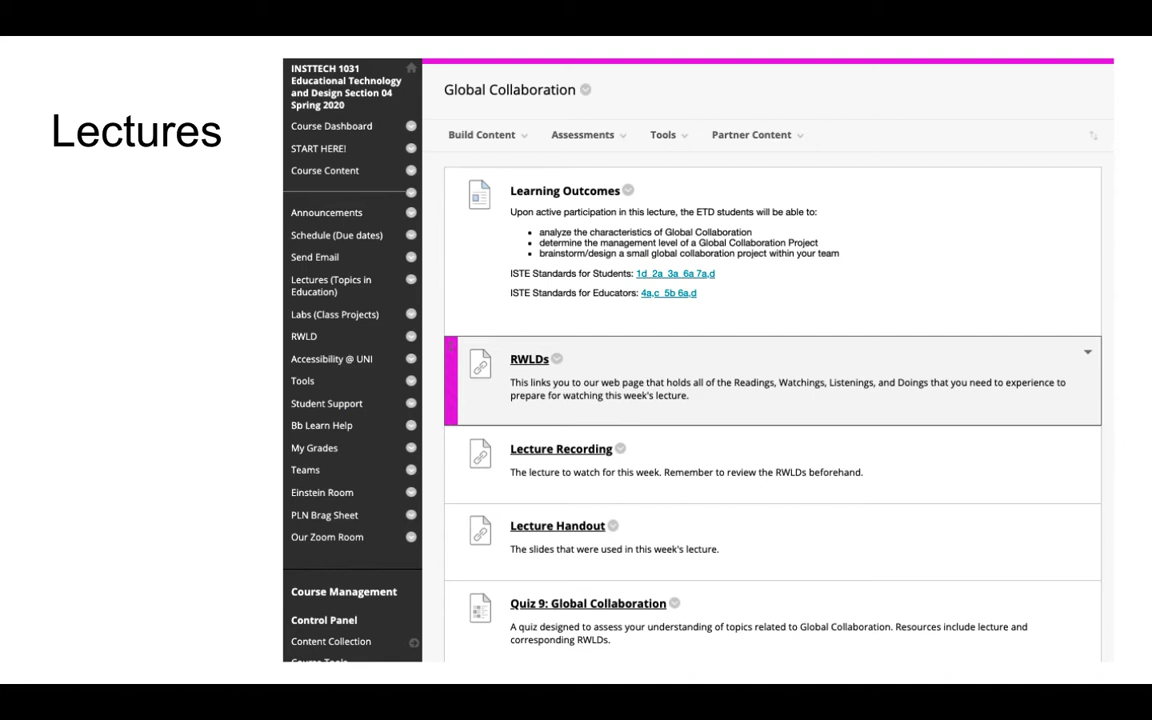 Lectures
INSTTECH 1031
Educational Technology
and Design Section 04
Spring 2020
Course Dashboard
START HERE!
Course Content
Announcements
Schedule (Due dates)
Send Email
Lectures (Topics in
Education)
Labs (Class Projects)
RWLD
Accessibility @ UNI
Tools
Student Support
Bb Learn Help
My Grades
Teams
Einstein Room
PLN Brag Sheet
Our Zoom Room
Course Management
Control Panel
Content Collection
Course Tools
Global Collaboration
Build Content Assessments Tools Partner Content
Learning Outcomes
Upon active participation in this lecture, the ETD students will be able to:
• analyze the characteristics of Global Collaboration
• determine the management level of a Global Collaboration Project
• brainstorm/design a small global collaboration project within your team
ISTE Standards for Students: 1d 2a 3a 6a 7a,d
ISTE Standards for Educators: 4a,c 5b 6a,d
RWLDs
This links you to our web page that holds all of the Readings, Watchings, Listenings, and Doings that you need to experience to
prepare for watching this week's lecture.
Lecture Recording
The lecture to watch for this week. Remember to review the RWLDs beforehand.
Lecture Handout
The slides that were used in this week's lecture.
Quiz 9: Global Collaboration
A quiz designed to assess your understanding of topics related to Global Collaboration. Resources include lecture and
corresponding RWLDs.